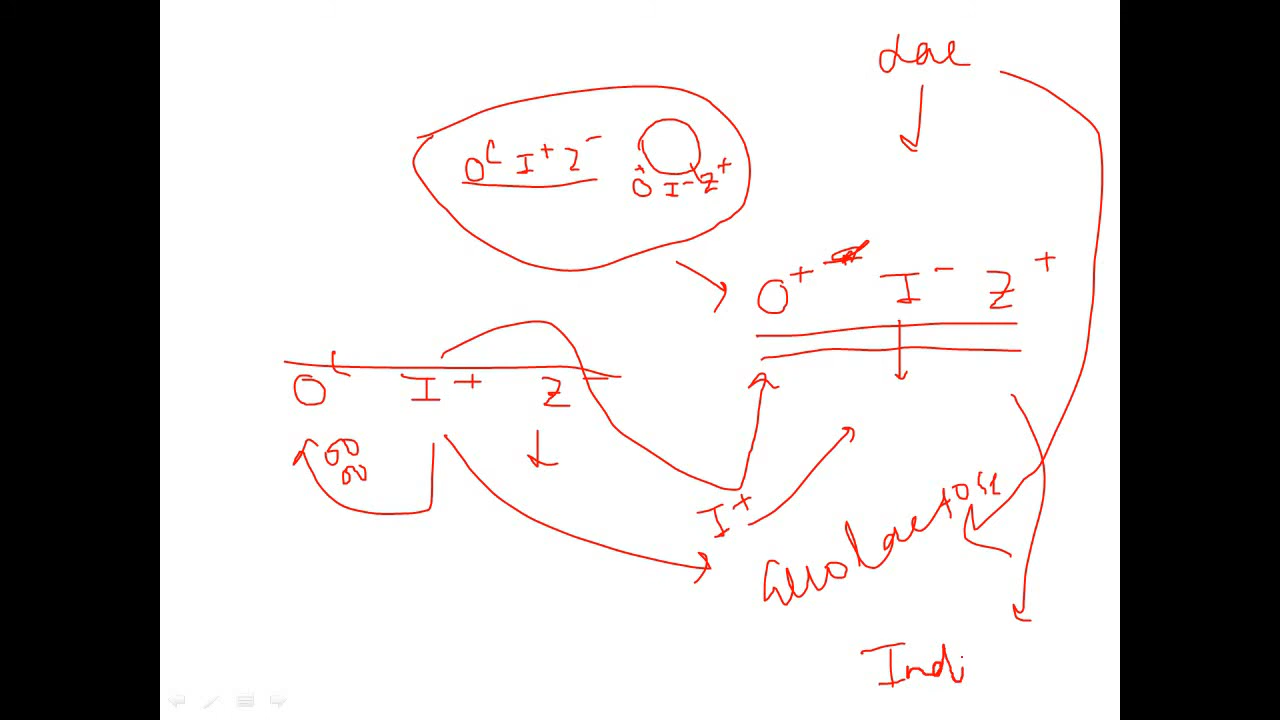 Lac
O^c I^+ Z^-
O^+ I^- Z^+
O^+ I^- Z^+
O^c I^+ Z^-
I^+
allolactose
Indi